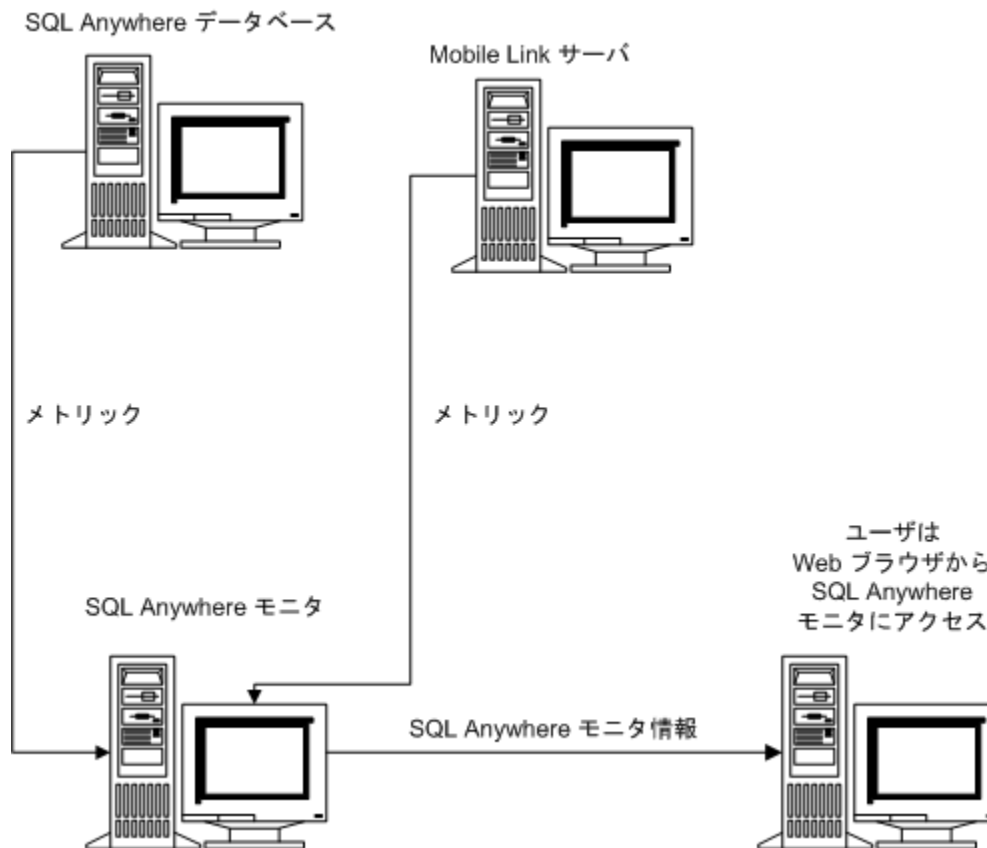 SQL Anywhere データベース
Mobile Link サーバ
メトリック
メトリック
ユーザは
Web ブラウザから
SQL Anywhere
モニタにアクセス
SQL Anywhere モニタ
SQL Anywhere モニタ情報